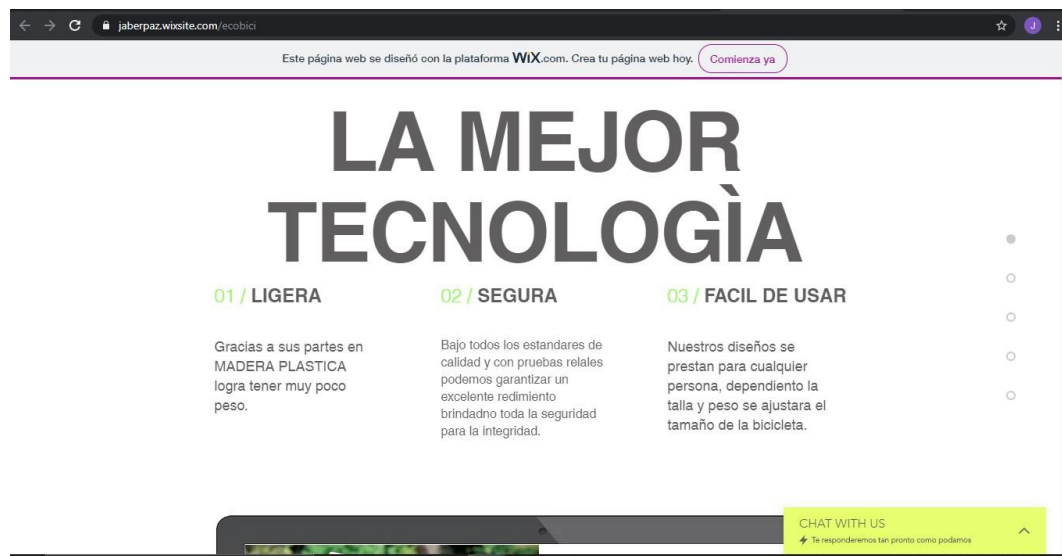 jaberpaz.wixsite.com/ecobici
J
Este página web se diseñó con la plataforma WiX.com. Crea tu página web hoy. Comienza ya
LA MEJOR
TECNOLOGÌA
01 / LIGERA
Gracias a sus partes en
MADERA PLASTICA
logra tener muy poco
peso.
02 / SEGURA
Bajo todos los estandares de
calidad y con pruebas relales
podemos garantizar un
excelente redimiento
brindadno toda la seguridad
para la integridad.
03 / FACIL DE USAR
Nuestros diseños se
prestan para cualquier
persona, dependiento la
talla y peso se ajustara el
tamaño de la bicicleta.
CHAT WITH US
Te responderemos tan pronto como podamos